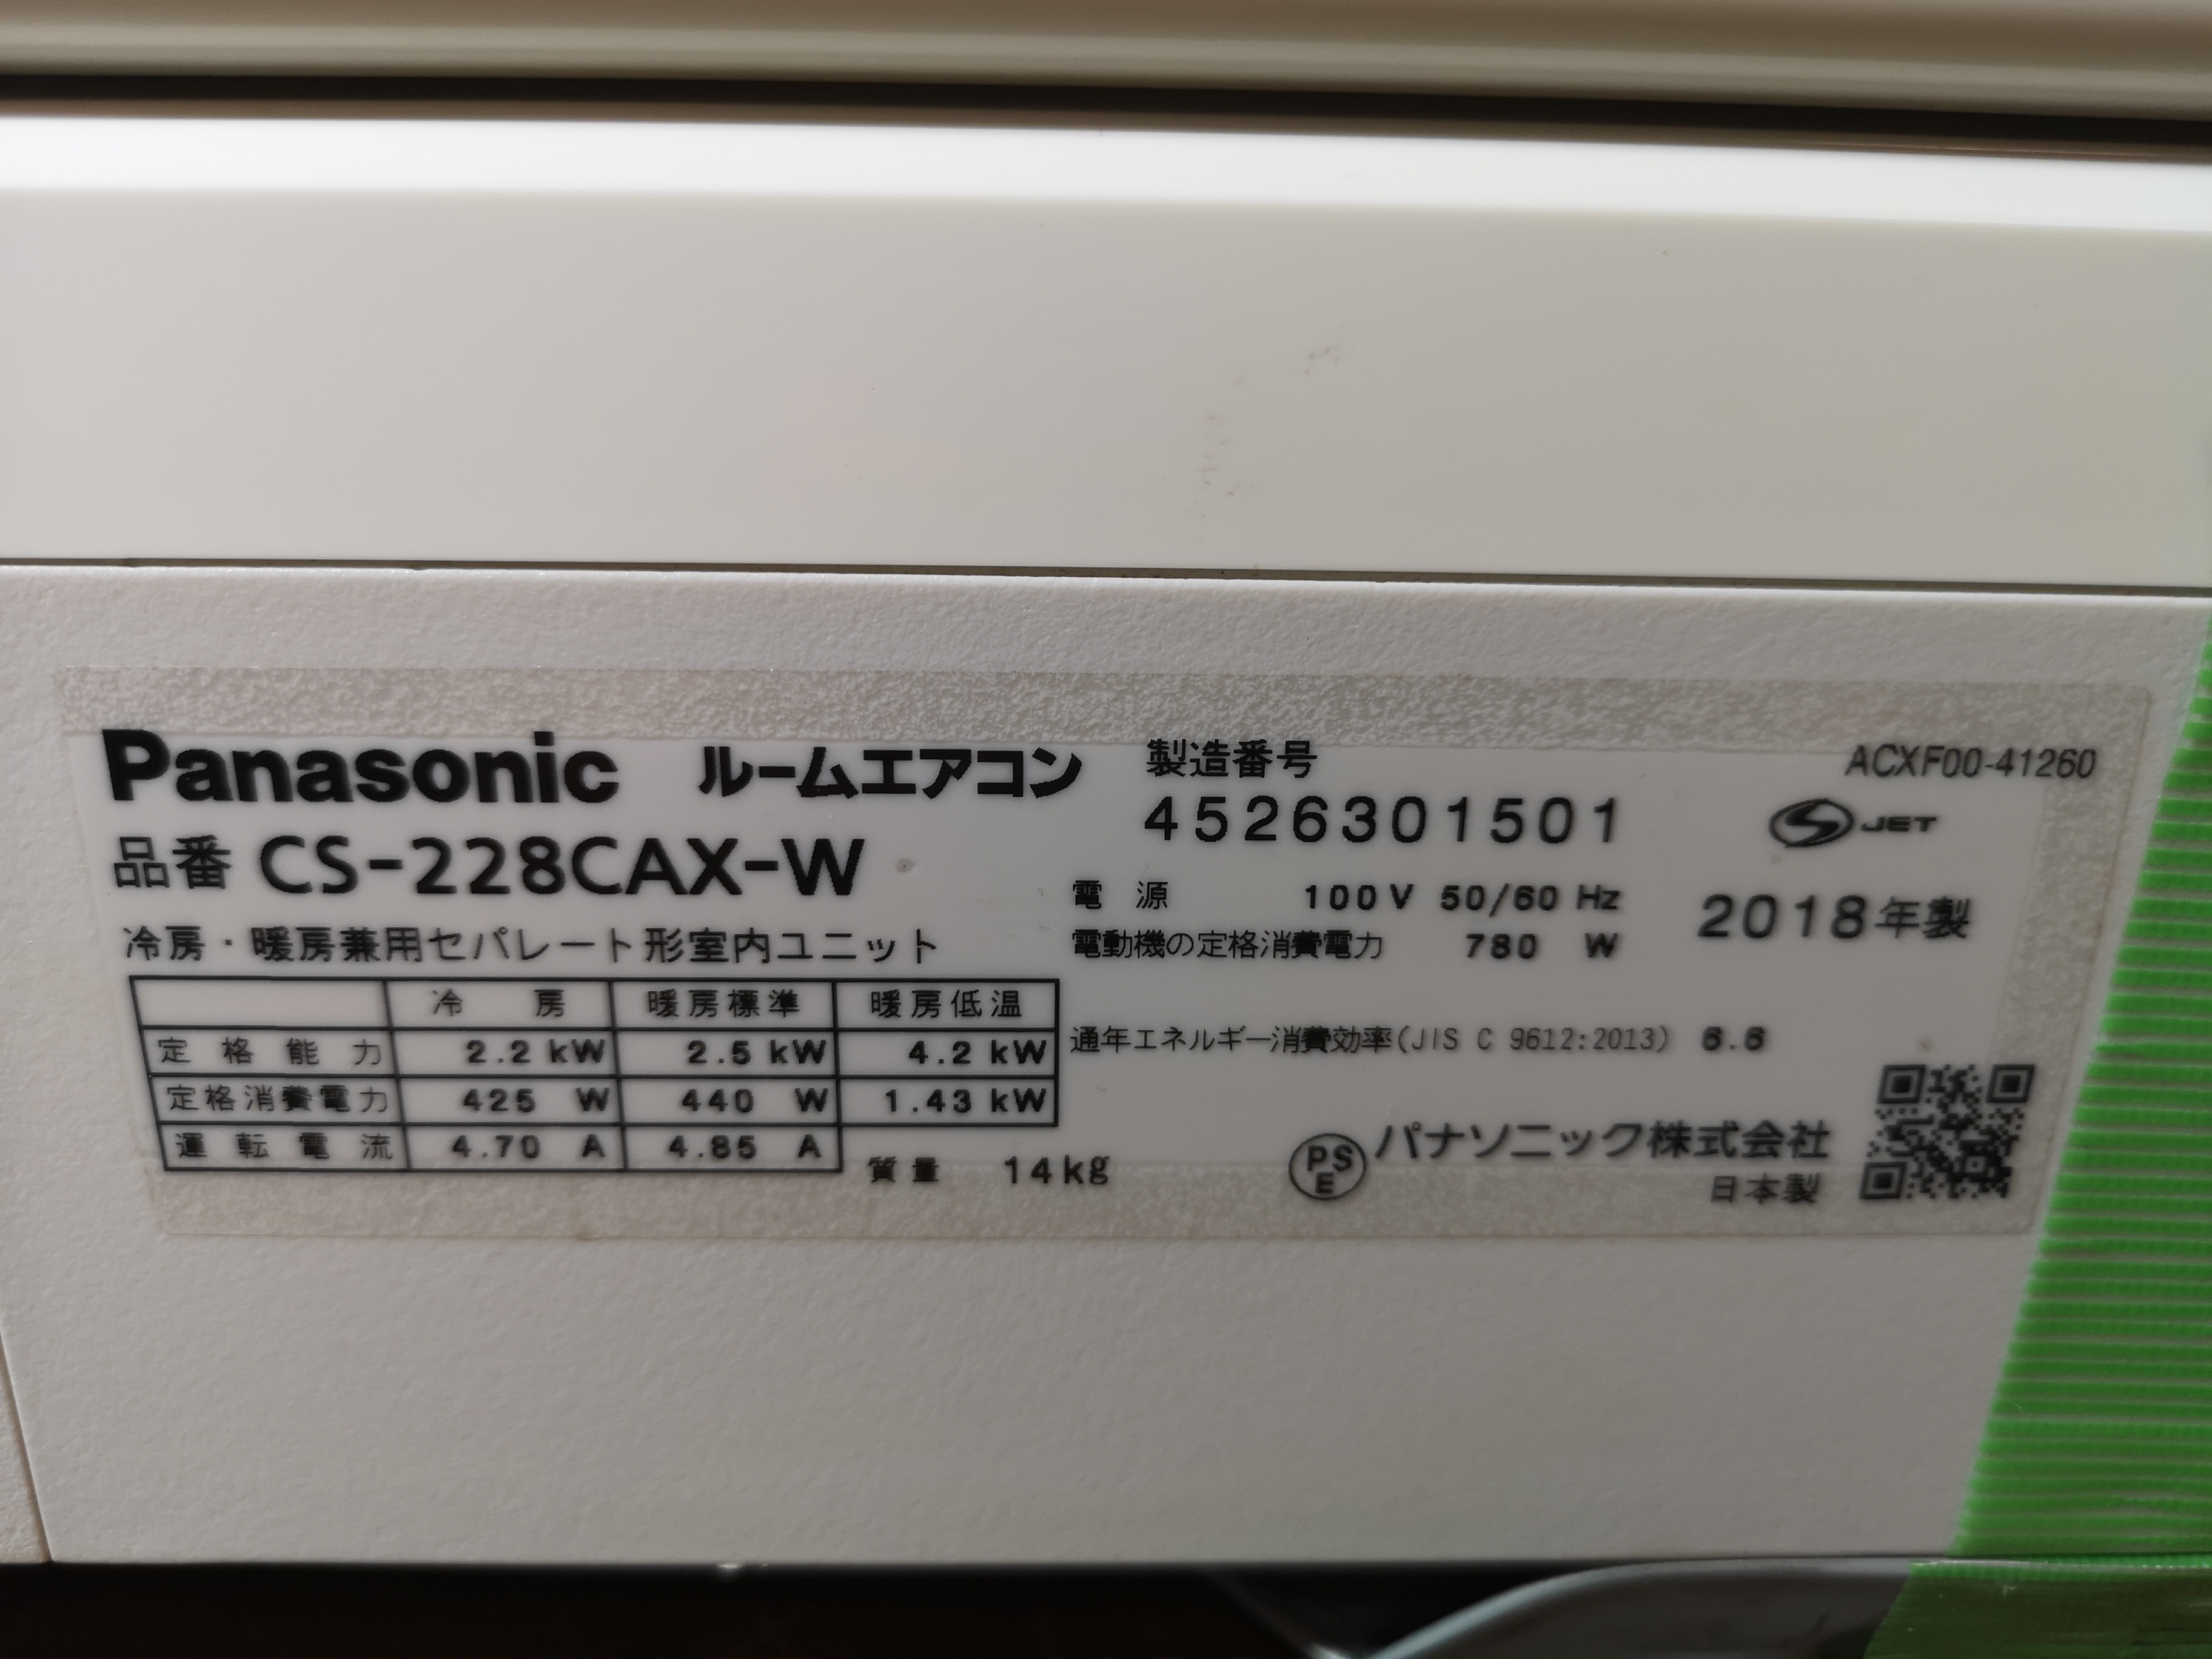 Panasonic ルームエアコン
品番 CS-228CAX-W
冷房・暖房兼用セパレート形室内ユニット
冷房 暖房標準 暖房低温
定格能力 2.2 kW 2.5 kW 4.2 kW
定格消費電力 425 W 440 W 1.43 kW
運転電流 4.70 A 4.85 A
質量 14kg
製造番号
4526301501
電源 100V 50/60 Hz
電動機の定格消費電力 780 W
通年エネルギー消費効率(JIS C 9612:2013) 6.6
ACXF00-41260
S JET
2018年製
PSE パナソニック株式会社
日本製